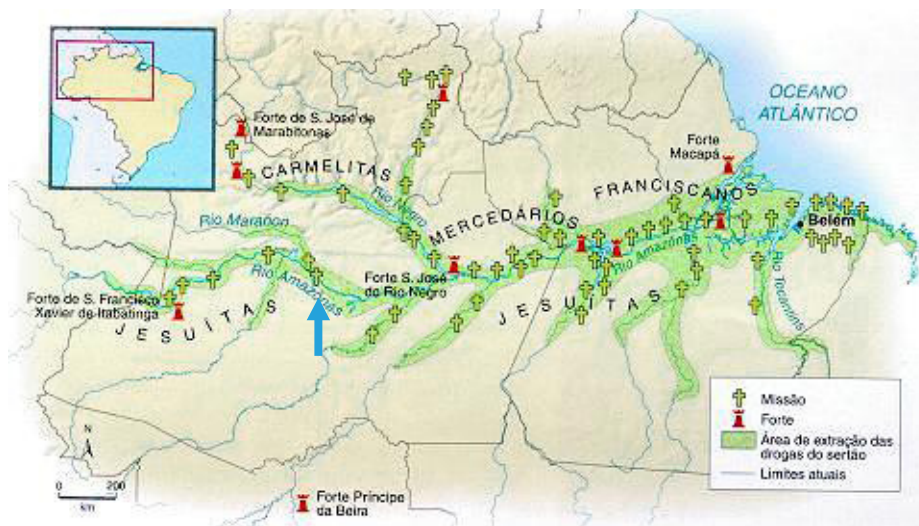 OCEANO
ATLÂNTICO
Forte de S. José de
Marabitonas
Forte
Macapá
CARMELITAS
FRANCISCANOS
Rio Negro
MERCEDÁRIOS
Rio Marañon
Belém
Rio Amazonas
Rio Amazonas
Forte S. José
do Rio Negro
Rio Tocantins
Forte de S. Francisco
Xavier de Itabatinga
JESUÍTAS
JESUÍTAS
Missão
Forte
Área de extração das
drogas do sertão
Limites atuais
N
0 200
km
Forte Príncipe
da Beira